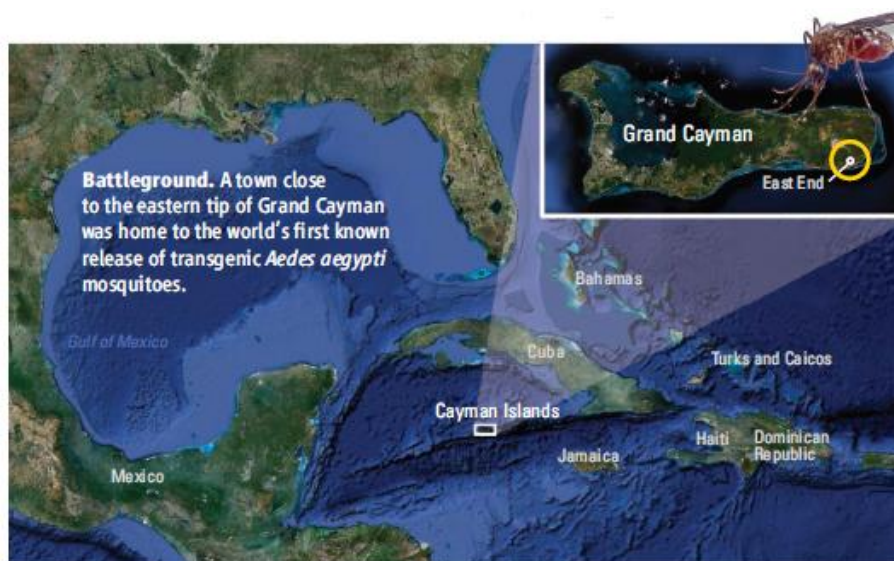 Grand Cayman
East End
Battleground. A town close
to the eastern tip of Grand Cayman
was home to the world's first known
release of transgenic Aedes aegypti
mosquitoes.
Bahamas
Gulf of Mexico
Cuba
Turks and Caicos
Cayman Islands
Haiti
Dominican
Republic
Jamaica
Mexico